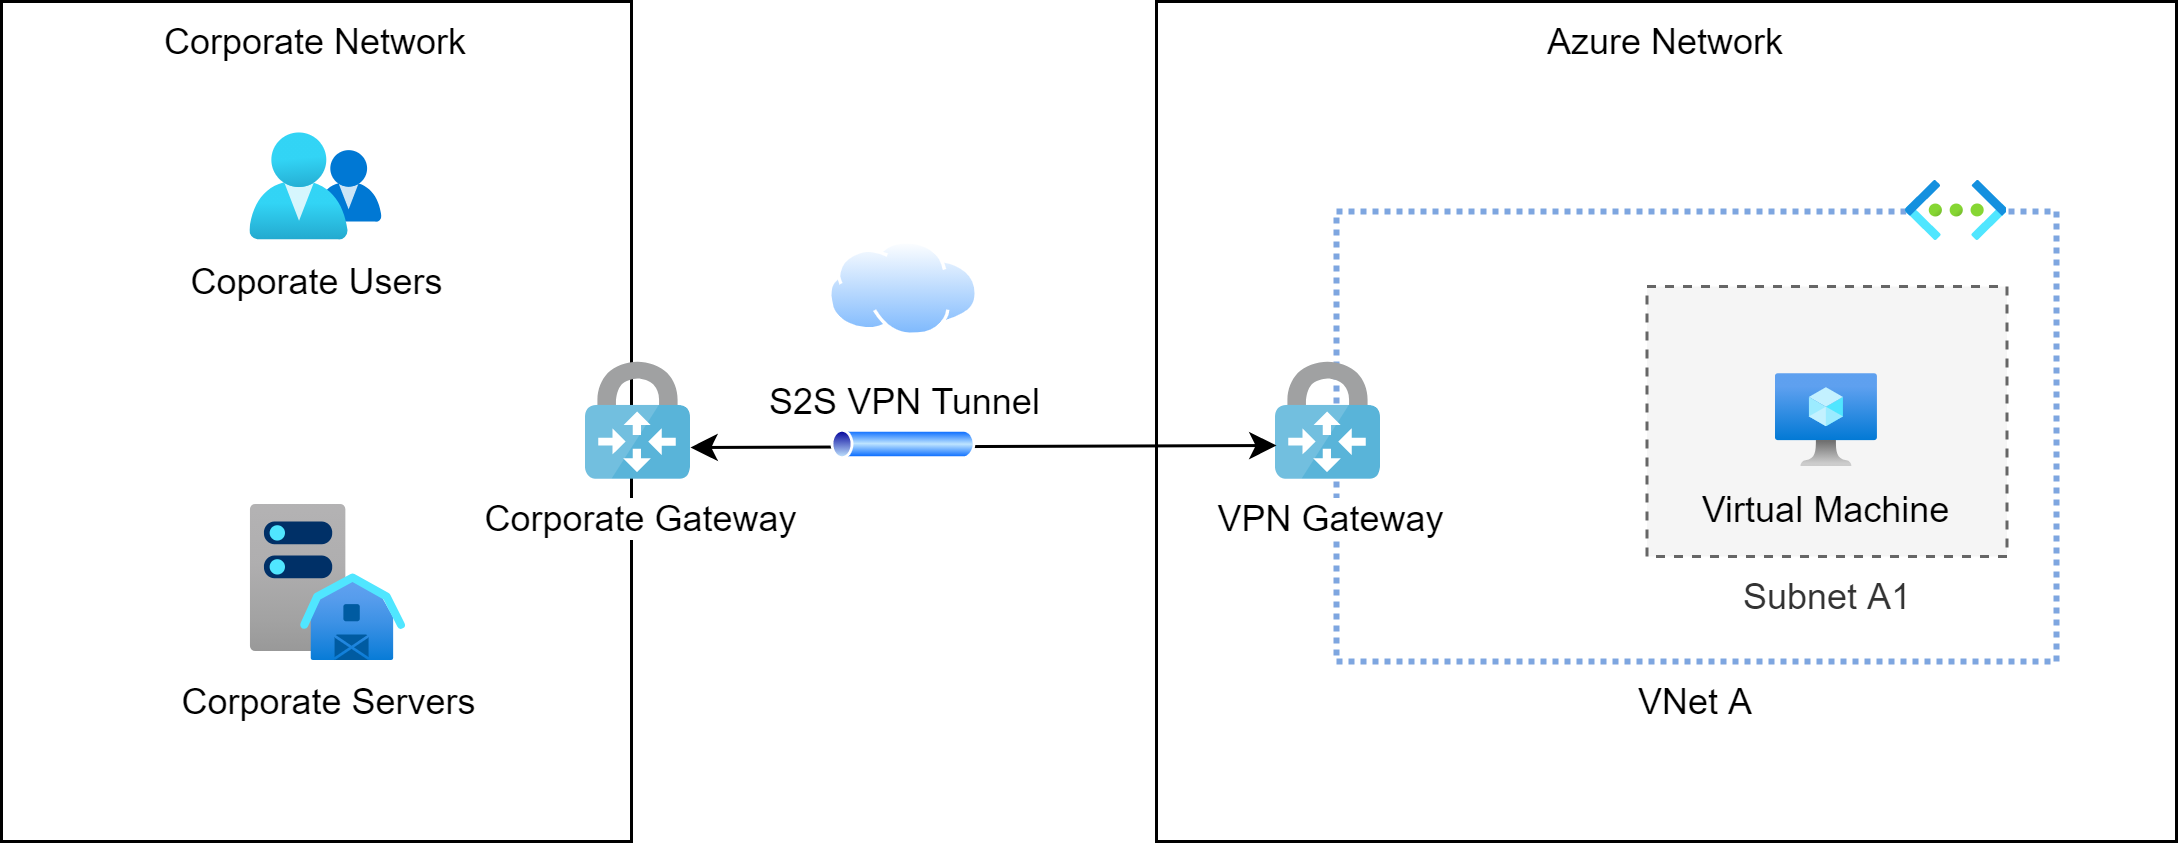 Corporate Network
Azure Network
Coporate Users
S2S VPN Tunnel
Corporate Gateway
VPN Gateway
Virtual Machine
Subnet A1
Corporate Servers
VNet A